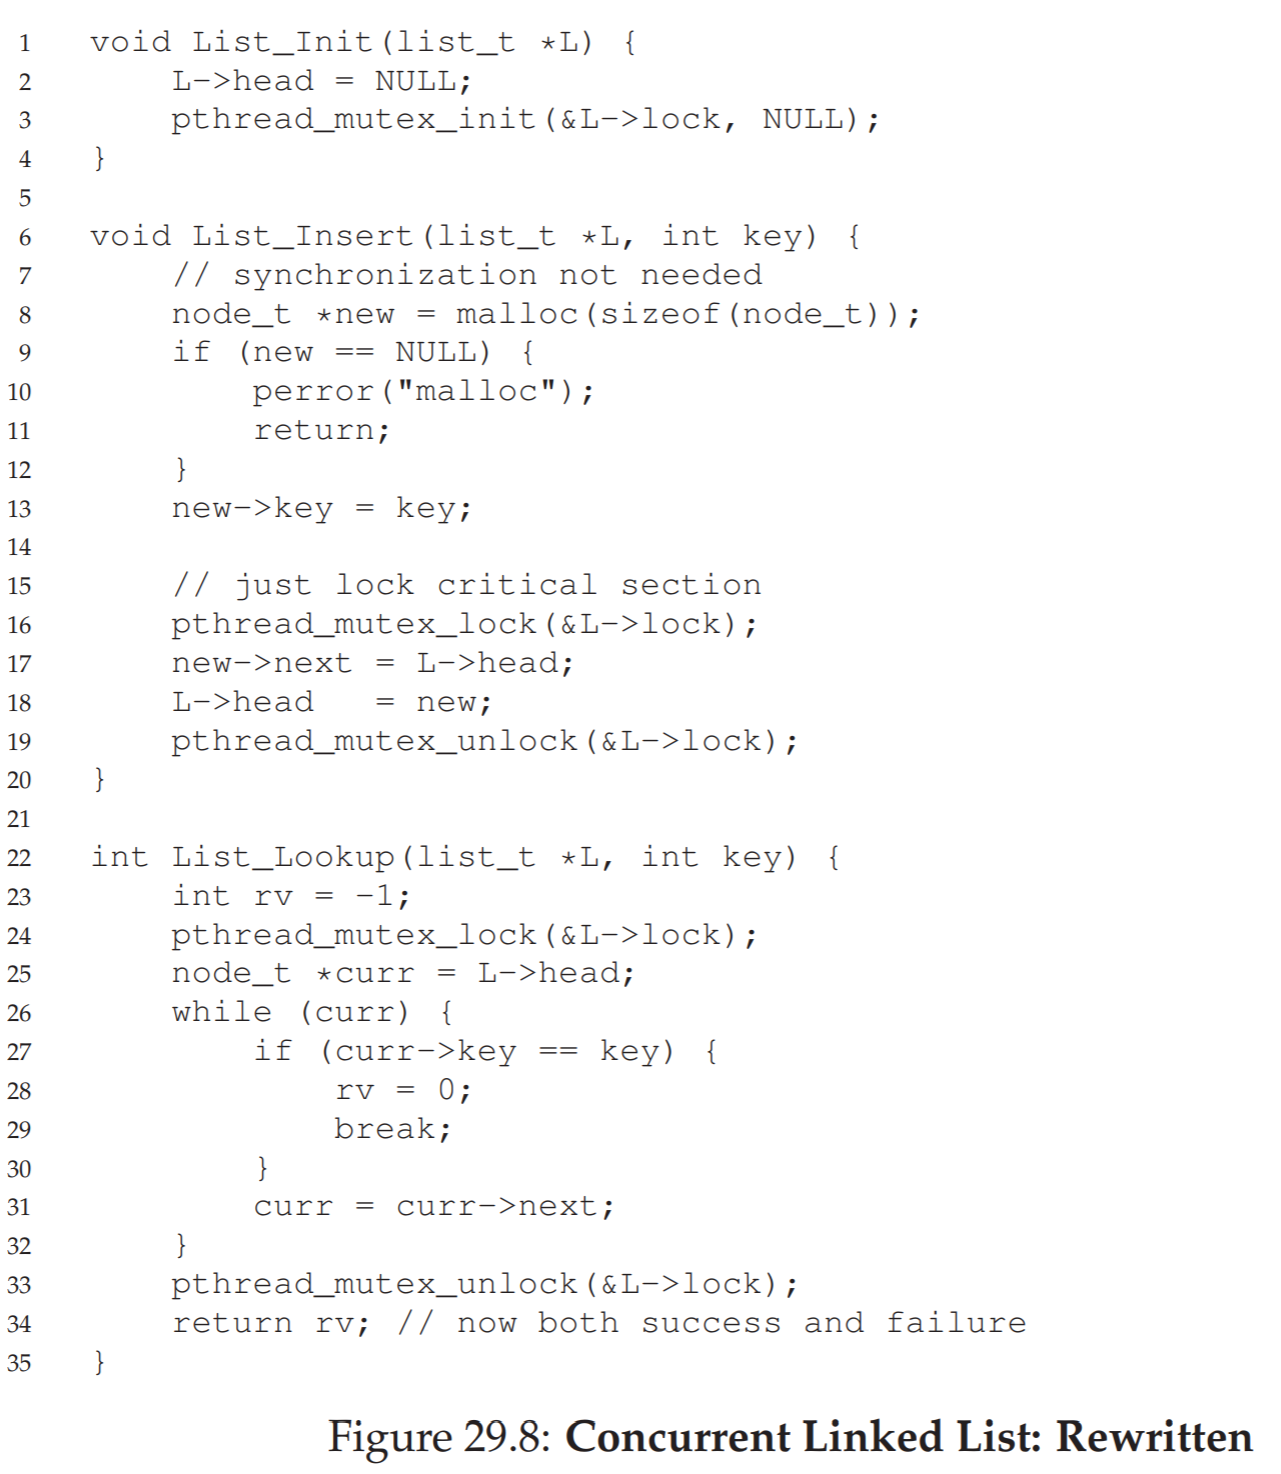 1 void List_Init(list_t *L) {
2     L->head = NULL;
3     pthread_mutex_init(&L->lock, NULL);
4 }
5
6 void List_Insert(list_t *L, int key) {
7     // synchronization not needed
8     node_t *new = malloc(sizeof(node_t));
9     if (new == NULL) {
10         perror("malloc");
11         return;
12     }
13     new->key = key;
14
15     // just lock critical section
16     pthread_mutex_lock(&L->lock);
17     new->next = L->head;
18     L->head   = new;
19     pthread_mutex_unlock(&L->lock);
20 }
21
22 int List_Lookup(list_t *L, int key) {
23     int rv = -1;
24     pthread_mutex_lock(&L->lock);
25     node_t *curr = L->head;
26     while (curr) {
27         if (curr->key == key) {
28             rv = 0;
29             break;
30         }
31         curr = curr->next;
32     }
33     pthread_mutex_unlock(&L->lock);
34     return rv; // now both success and failure
35 }
Figure 29.8: Concurrent Linked List: Rewritten